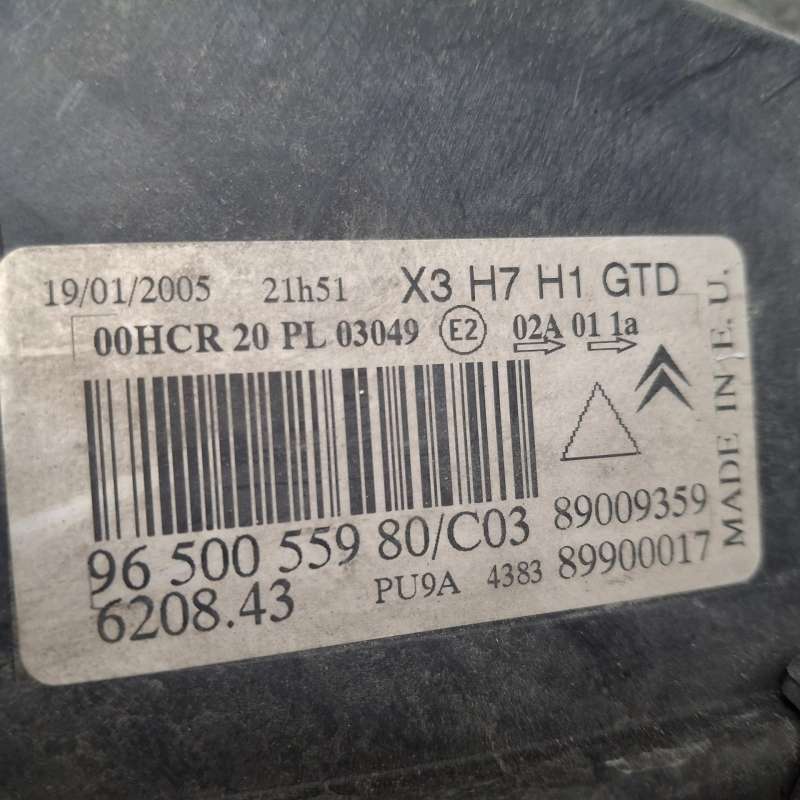 19/01/2005 21h51 X3 H7 H1 GTD
00HCR 20 PL 03049 E2 02A 01 1a
96 500 559 80/C03 89009359
6208.43 PU9A 4383 89900017
MADE IN E. U.